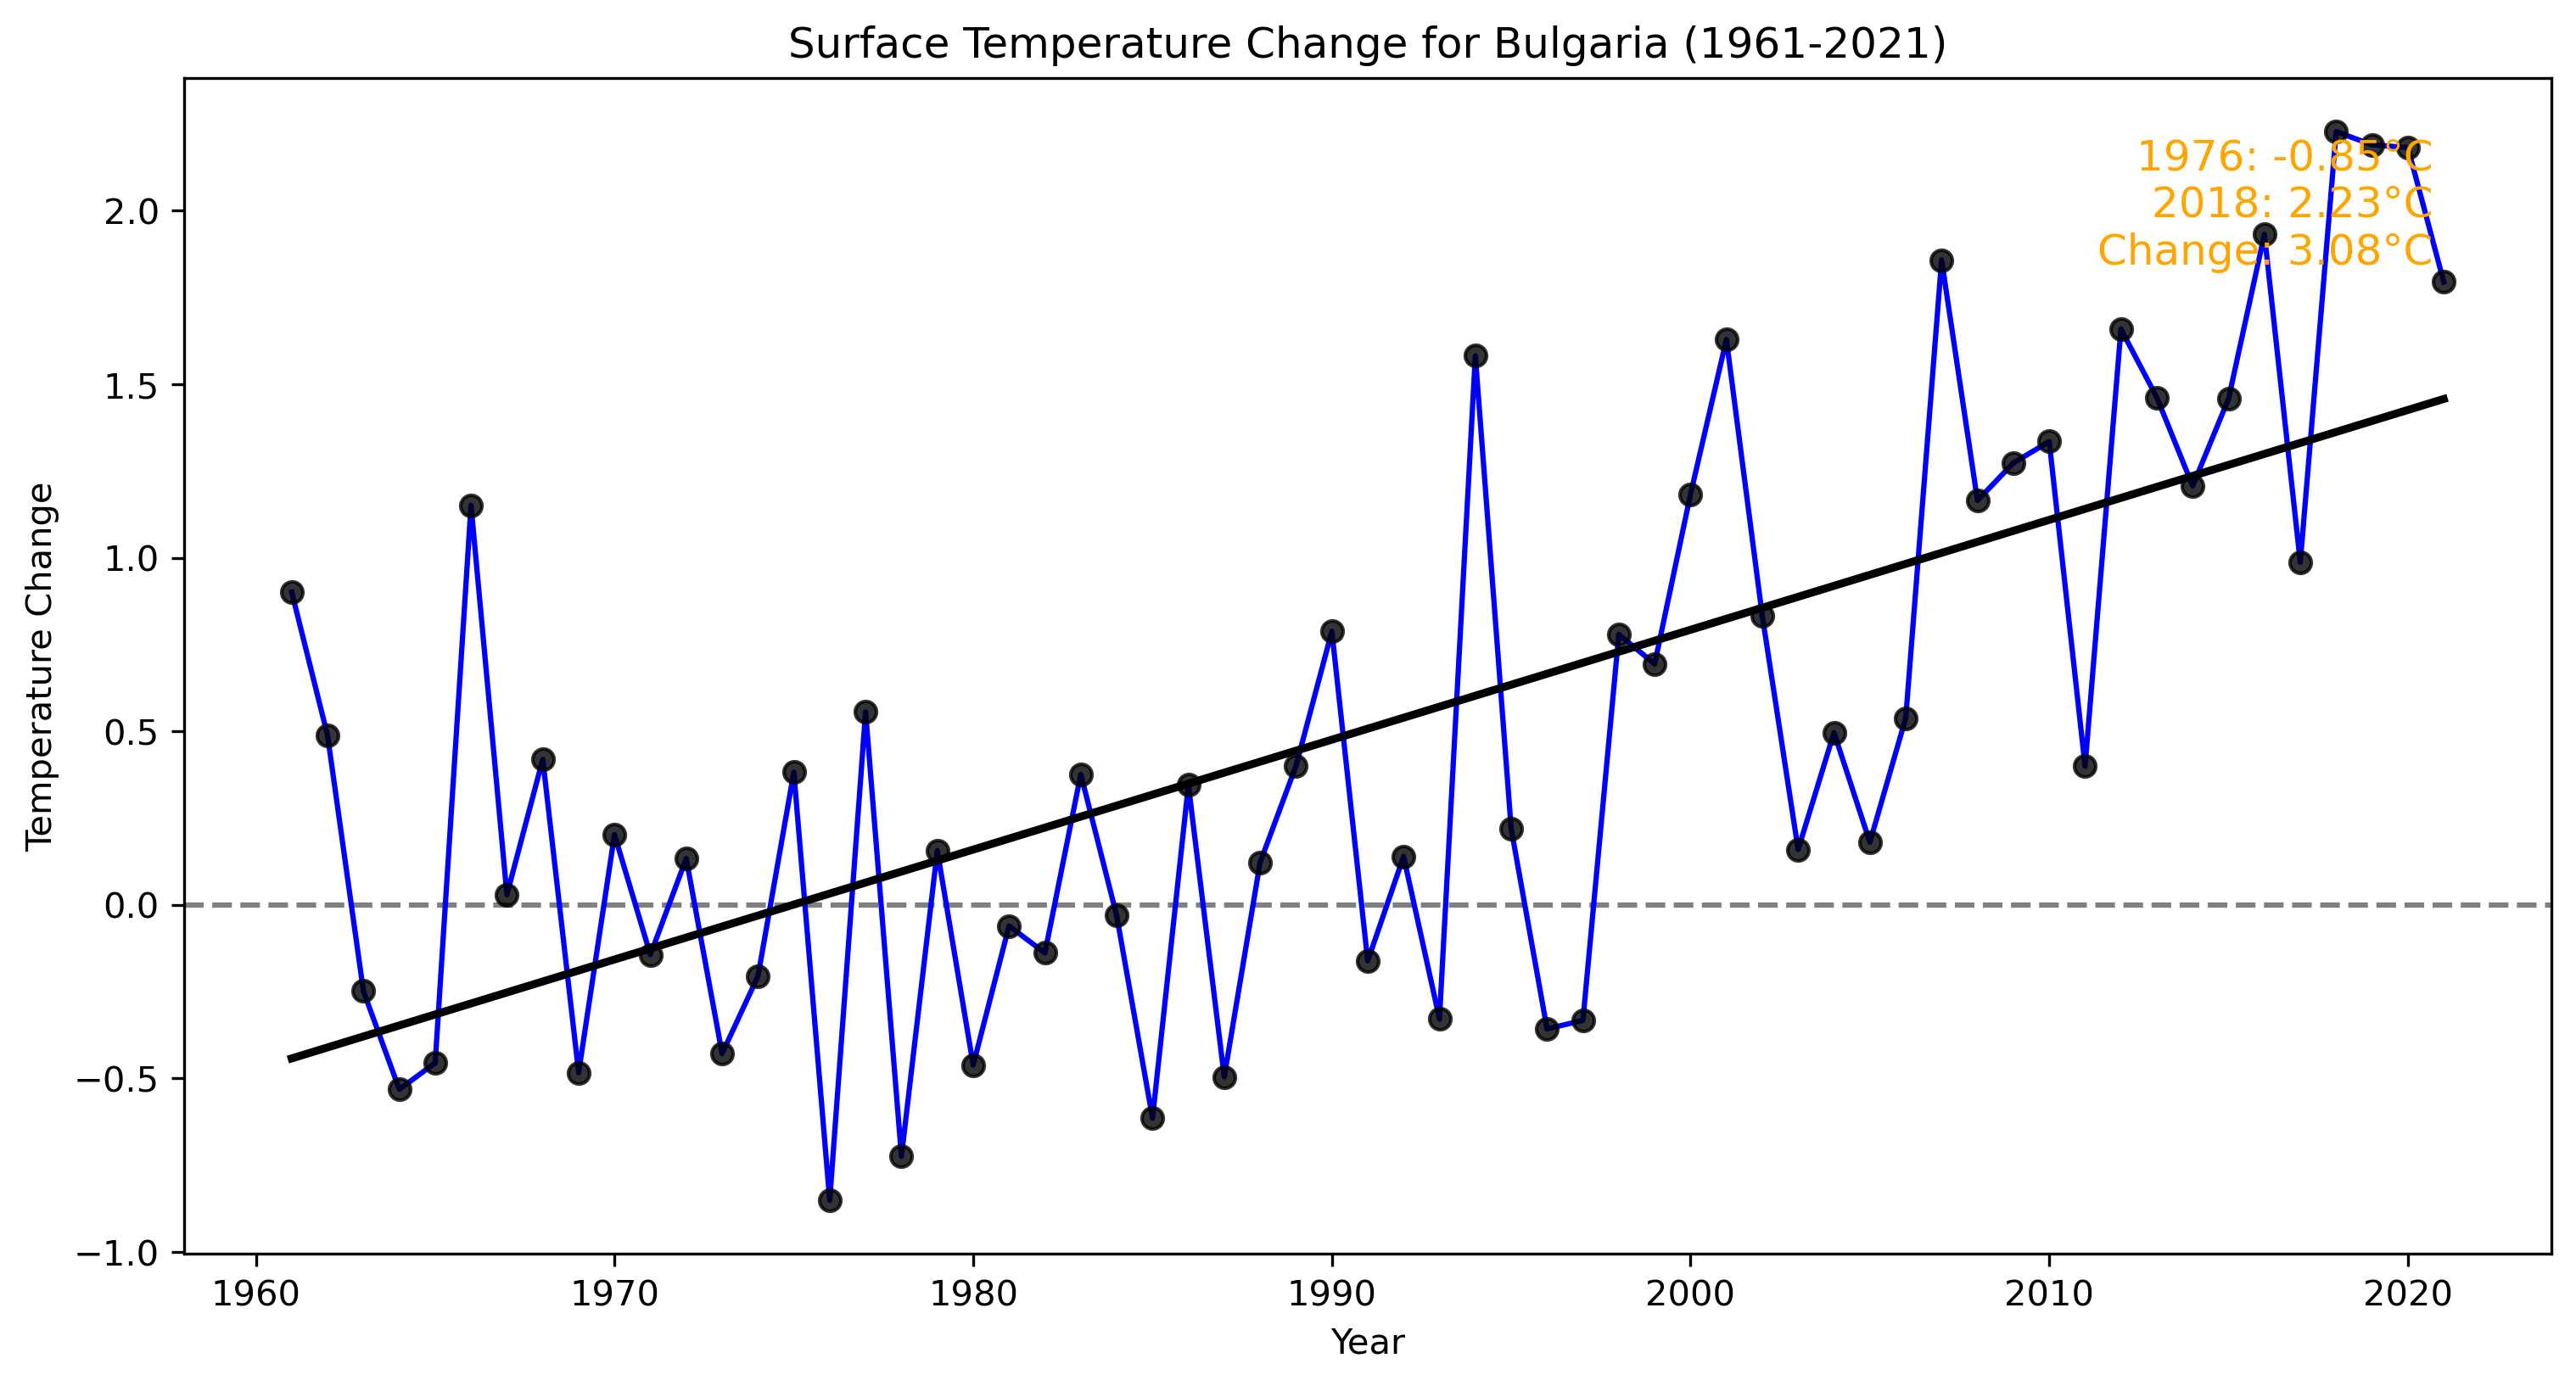 Surface Temperature Change for Bulgaria (1961-2021)
1976: -0.85°C
2018: 2.23°C
Change: 3.08°C
Temperature Change
2.0
1.5
1.0
0.5
0.0
−0.5
−1.0
1960 1970 1980 1990 2000 2010 2020
Year